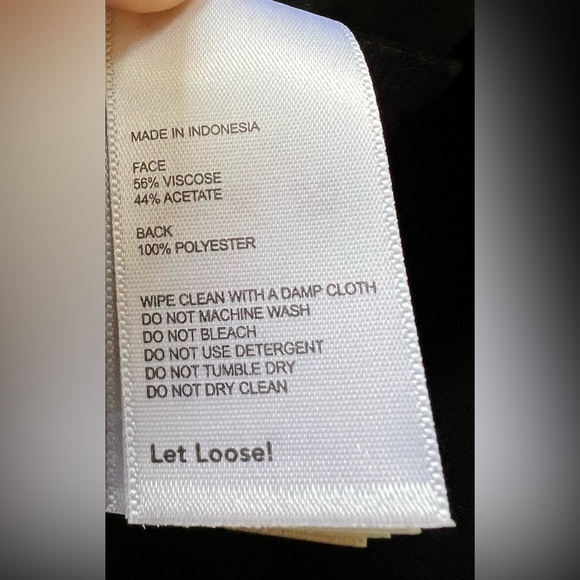 MADE IN INDONESIA
FACE
56% VISCOSE
44% ACETATE
BACK
100% POLYESTER
WIPE CLEAN WITH A DAMP CLOTH
DO NOT MACHINE WASH
DO NOT BLEACH
DO NOT USE DETERGENT
DO NOT TUMBLE DRY
DO NOT DRY CLEAN
Let Loose!